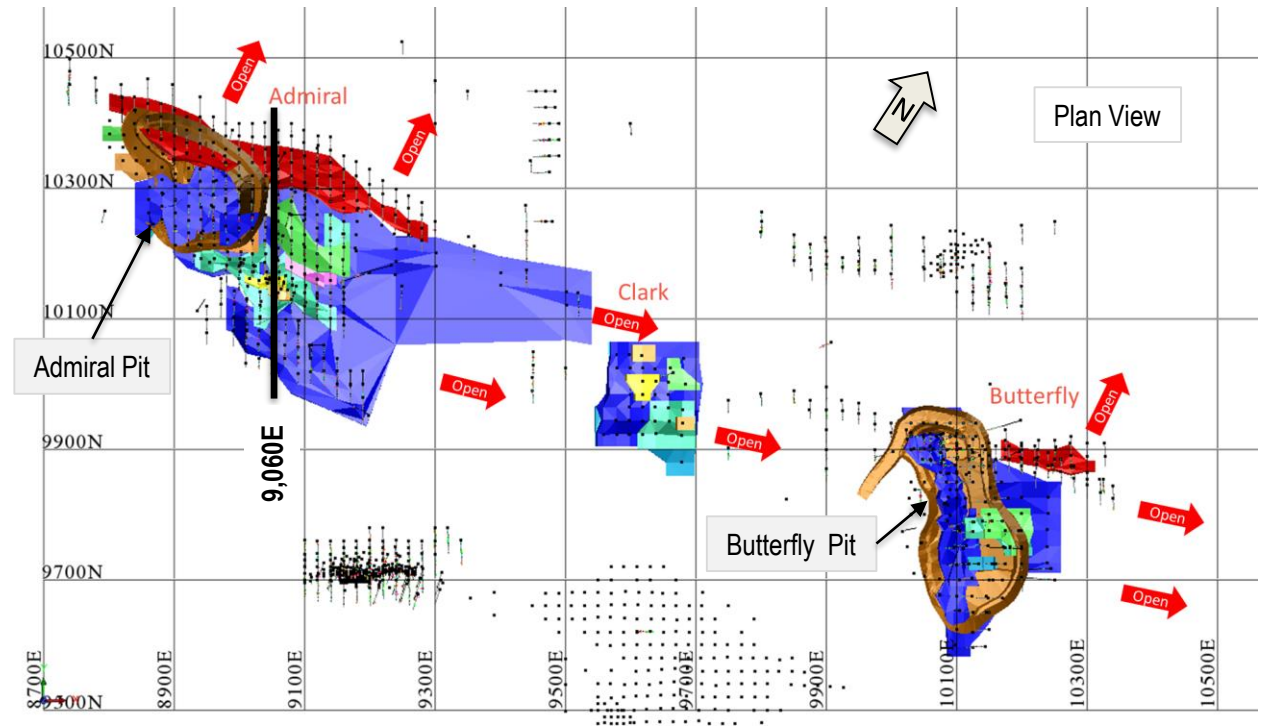 10500N
Open
Admiral
Open
N
Plan View
10300N
10100N
Clark
Open
Admiral Pit
Open
Butterfly
Open
9900N
Open
9,060E
Open
Butterfly Pit
9700N
Open
9500N
8700E
8900E
9100E
9300E
9500E
9700E
9900E
10100E
10300E
10500E